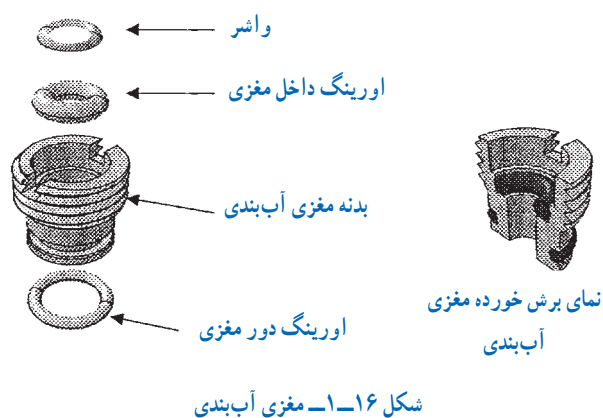 واشر
اورینگ داخل مغزی
بدنه مغزی آب‌بندی
اورینگ دور مغزی
نمای برش خورده مغزی
آب‌بندی
شکل ۱۶ــ۱ــ مغزی آب‌بندی